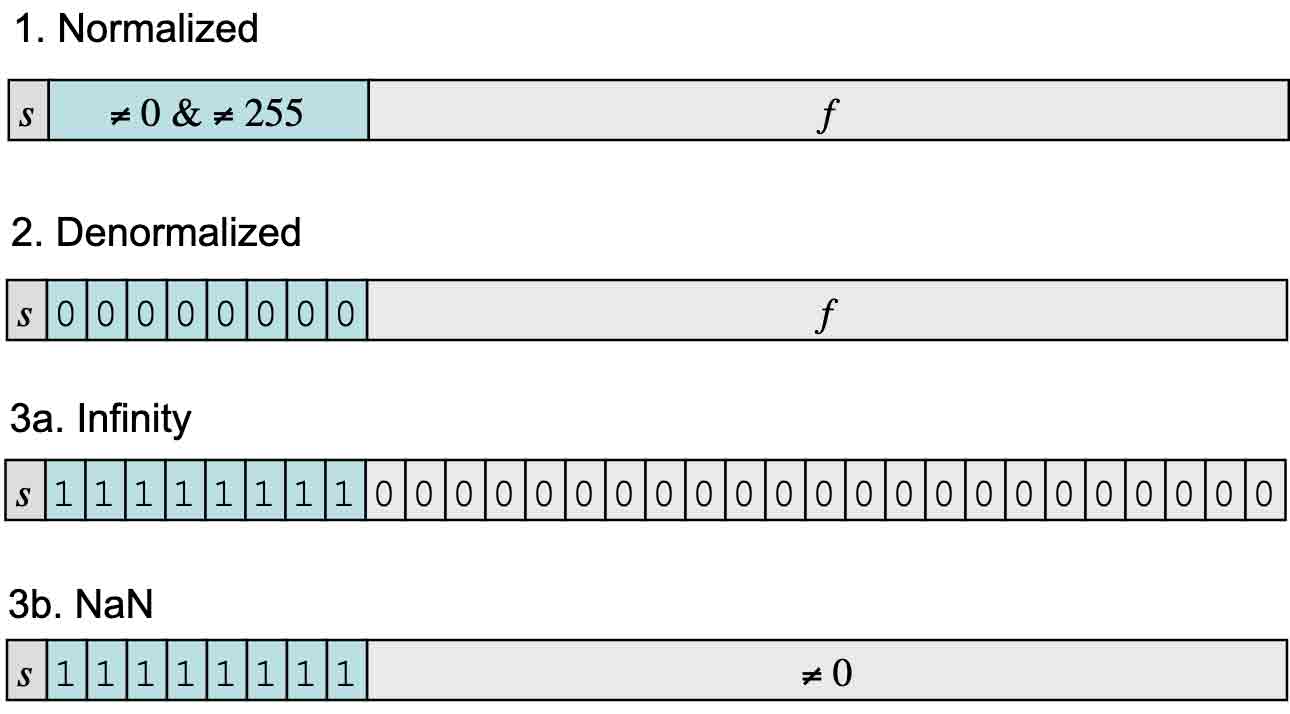 1. Normalized
s ≠ 0 & ≠ 255 f
2. Denormalized
s 0 0 0 0 0 0 0 0 f
3a. Infinity
s 1 1 1 1 1 1 1 1 0 0 0 0 0 0 0 0 0 0 0 0 0 0 0 0 0 0 0 0 0 0 0
3b. NaN
s 1 1 1 1 1 1 1 1 ≠ 0